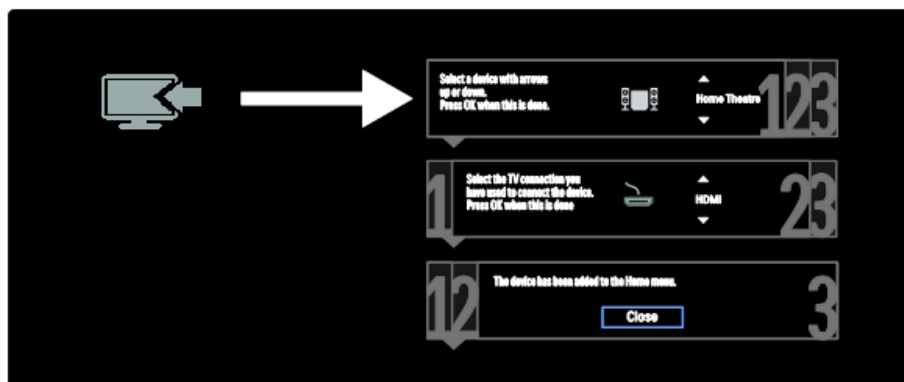 Select a device with arrows
up or down.
Press OK when this is done.
Home Theatre
123
1
Select the TV connection you
have used to connect the device.
Press OK when this is done
HDMI
23
12
The device has been added to the Home menu.
Close
3